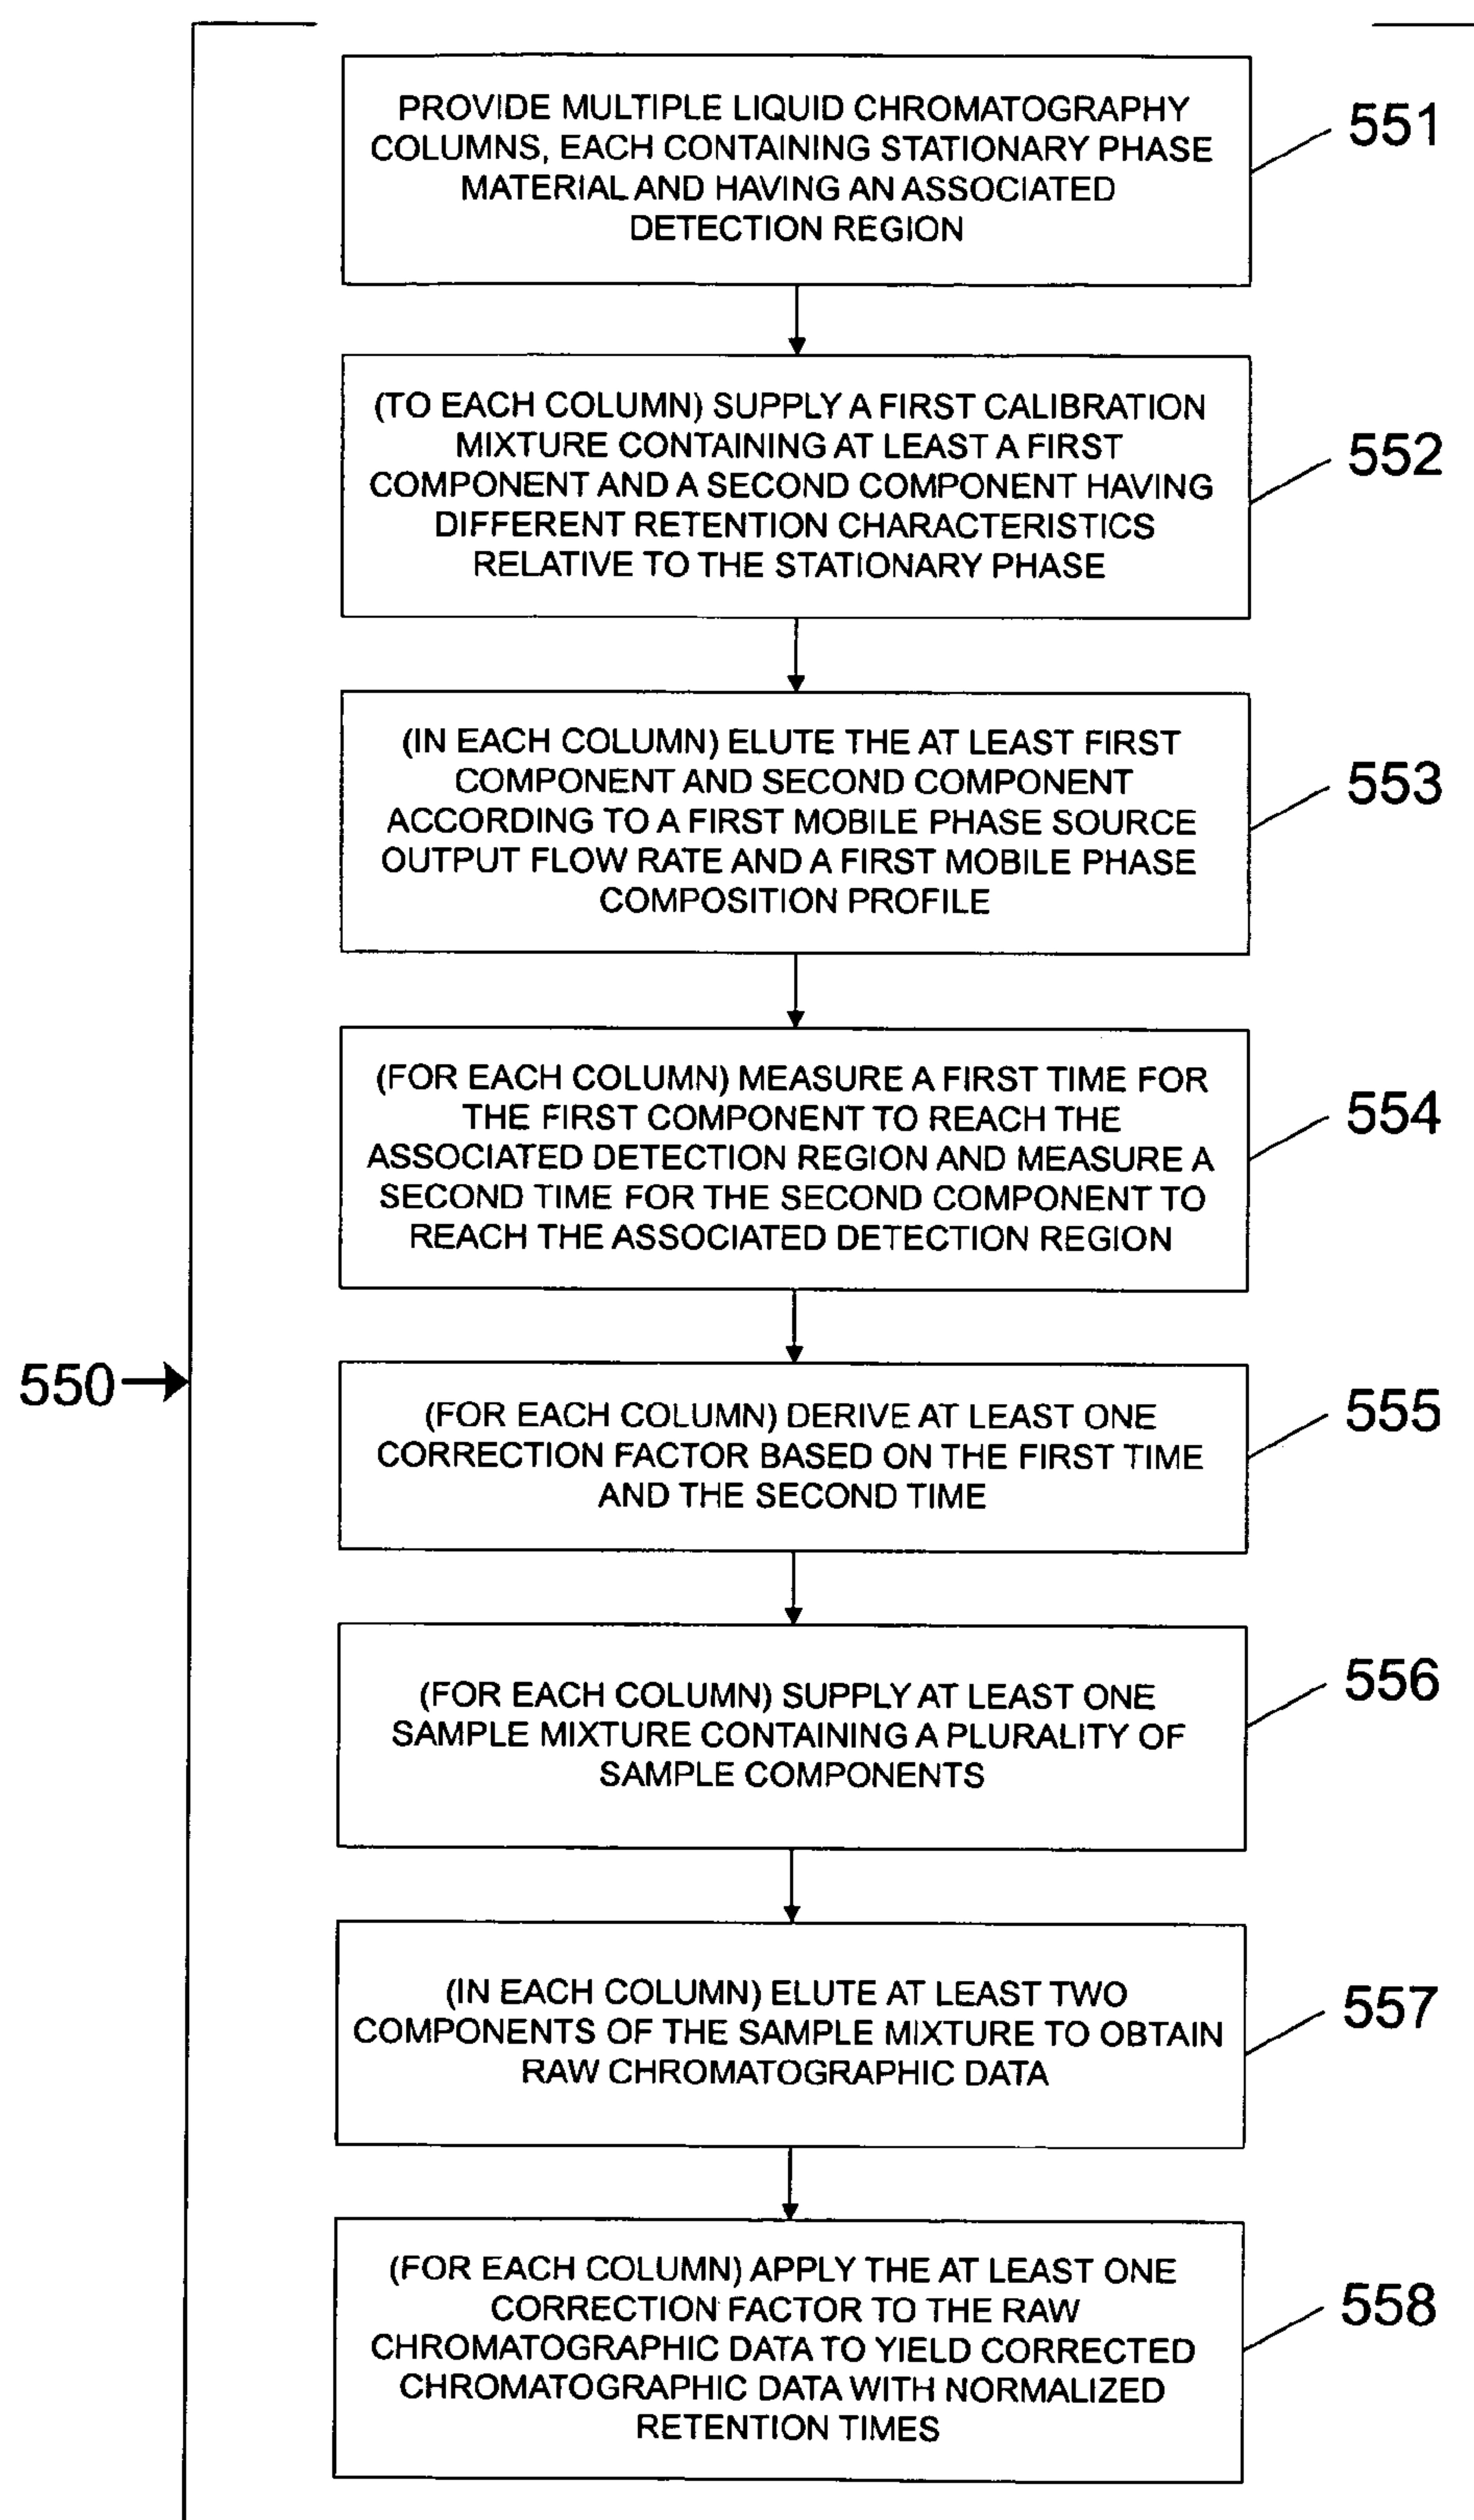 PROVIDE MULTIPLE LIQUID CHROMATOGRAPHY
COLUMNS, EACH CONTAINING STATIONARY PHASE
MATERIAL AND HAVING AN ASSOCIATED
DETECTION REGION
551
(TO EACH COLUMN) SUPPLY A FIRST CALIBRATION
MIXTURE CONTAINING AT LEAST A FIRST
COMPONENT AND A SECOND COMPONENT HAVING
DIFFERENT RETENTION CHARACTERISTICS
RELATIVE TO THE STATIONARY PHASE
552
(IN EACH COLUMN) ELUTE THE AT LEAST FIRST
COMPONENT AND SECOND COMPONENT
ACCORDING TO A FIRST MOBILE PHASE SOURCE
OUTPUT FLOW RATE AND A FIRST MOBILE PHASE
COMPOSITION PROFILE
553
(FOR EACH COLUMN) MEASURE A FIRST TIME FOR
THE FIRST COMPONENT TO REACH THE
ASSOCIATED DETECTION REGION AND MEASURE A
SECOND TIME FOR THE SECOND COMPONENT TO
REACH THE ASSOCIATED DETECTION REGION
554
550
(FOR EACH COLUMN) DERIVE AT LEAST ONE
CORRECTION FACTOR BASED ON THE FIRST TIME
AND THE SECOND TIME
555
(FOR EACH COLUMN) SUPPLY AT LEAST ONE
SAMPLE MIXTURE CONTAINING A PLURALITY OF
SAMPLE COMPONENTS
556
(IN EACH COLUMN) ELUTE AT LEAST TWO
COMPONENTS OF THE SAMPLE MIXTURE TO OBTAIN
RAW CHROMATOGRAPHIC DATA
557
(FOR EACH COLUMN) APPLY THE AT LEAST ONE
CORRECTION FACTOR TO THE RAW
CHROMATOGRAPHIC DATA TO YIELD CORRECTED
CHROMATOGRAPHIC DATA WITH NORMALIZED
RETENTION TIMES
558